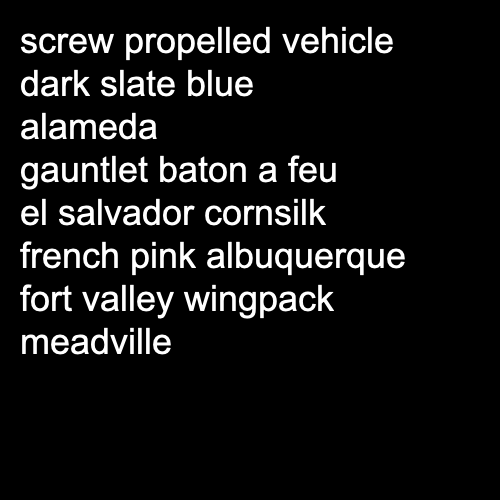 screw propelled vehicle
dark slate blue
alameda
gauntlet baton a feu
el salvador cornsilk
french pink albuquerque
fort valley wingpack
meadville